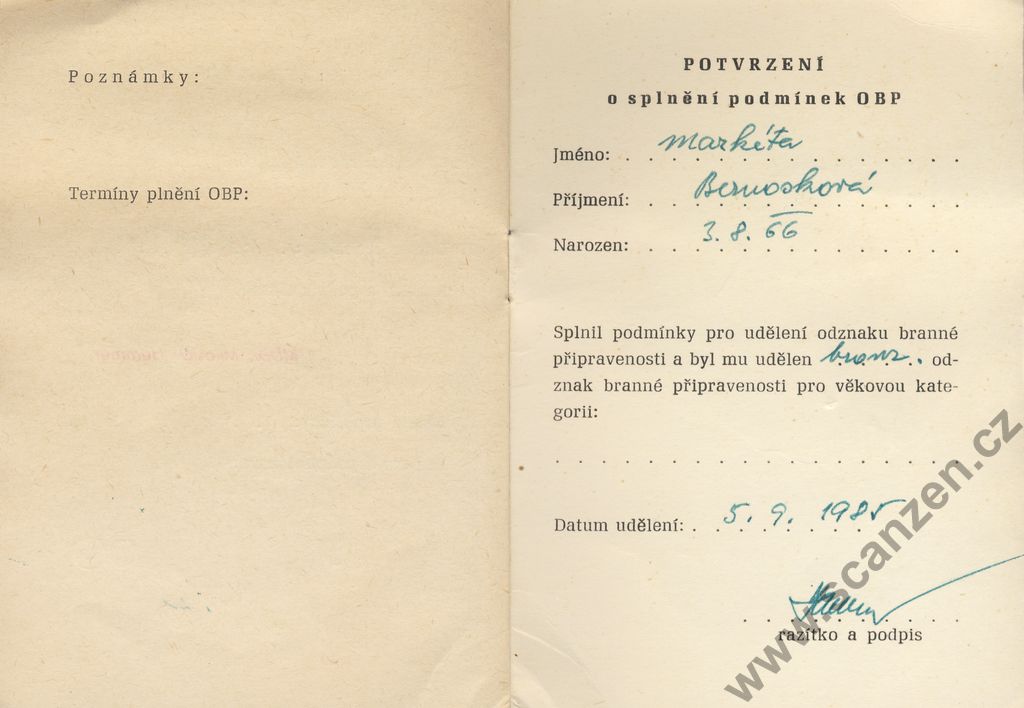 Poznámky:
Termíny plnění OBP:
POTVRZENÍ
o splnění podmínek OBP
Jméno: Markéta
Příjmení: Bernosková
Narozen: 3. 8. 66
Splnil podmínky pro udělení odznaku branné
připravenosti a byl mu udělen bronz. od-
znak branné připravenosti pro věkovou kate-
gorii:
Datum udělení: 5. 9. 1985
razítko a podpis
www.scanzen.cz